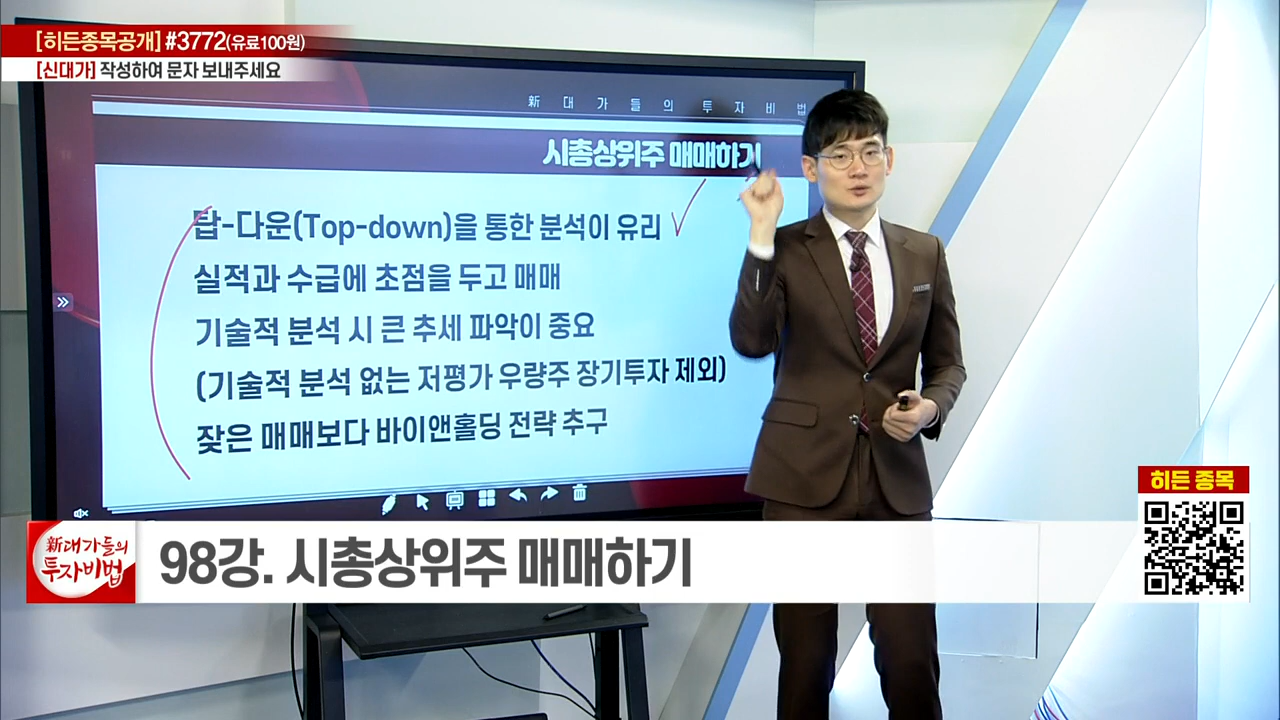 [히든종목공개] #3772(유료100원)
[신대가] 작성하여 문자 보내주세요
新 대 가 들 의 투 자 비 법
시총상위주 매매하기
탑-다운(Top-down)을 통한 분석이 유리
실적과 수급에 초점을 두고 매매
기술적 분석 시 큰 추세 파악이 중요
(기술적 분석 없는 저평가 우량주 장기투자 제외)
잦은 매매보다 바이앤홀딩 전략 추구
히든 종목
新대가들의
투자비법
98강. 시총상위주 매매하기